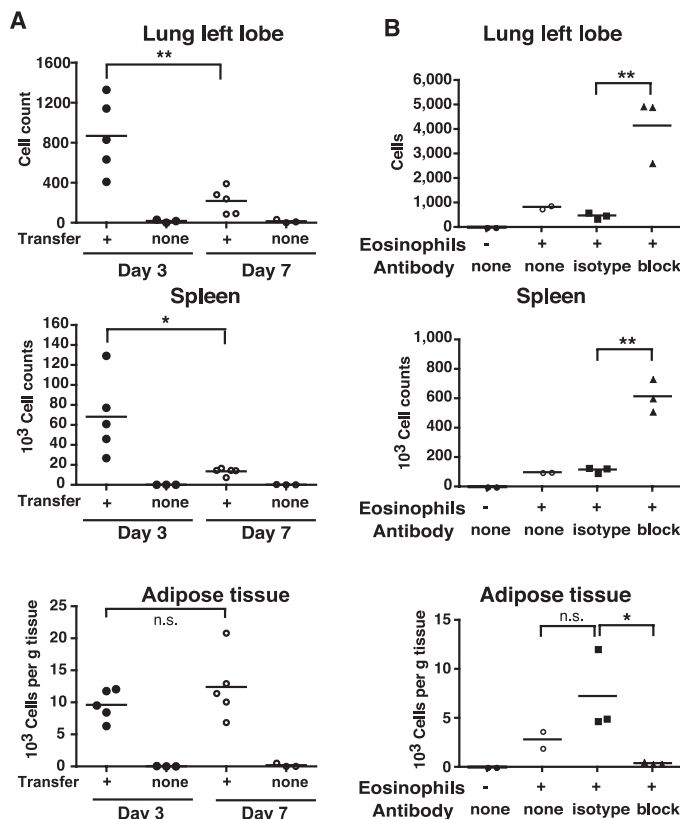 A
Lung left lobe
**
1600
1200
800
400
0
Cell count
Transfer + none + none
Day 3 Day 7
Spleen
*
160
140
120
100
80
60
40
20
0
10³ Cell counts
Transfer + none + none
Day 3 Day 7
Adipose tissue
n.s.
25
20
15
10
5
0
10³ Cells per g tissue
Transfer + none + none
Day 3 Day 7
B
Lung left lobe
**
6,000
5,000
4,000
3,000
2,000
1,000
0
Cells
Eosinophils - + + +
Antibody none none isotype block
Spleen
**
1,000
800
600
400
200
0
10³ Cell counts
Eosinophils - + + +
Antibody none none isotype block
Adipose tissue
n.s. *
15
10
5
0
10³ Cells per g tissue
Eosinophils - + + +
Antibody none none isotype block